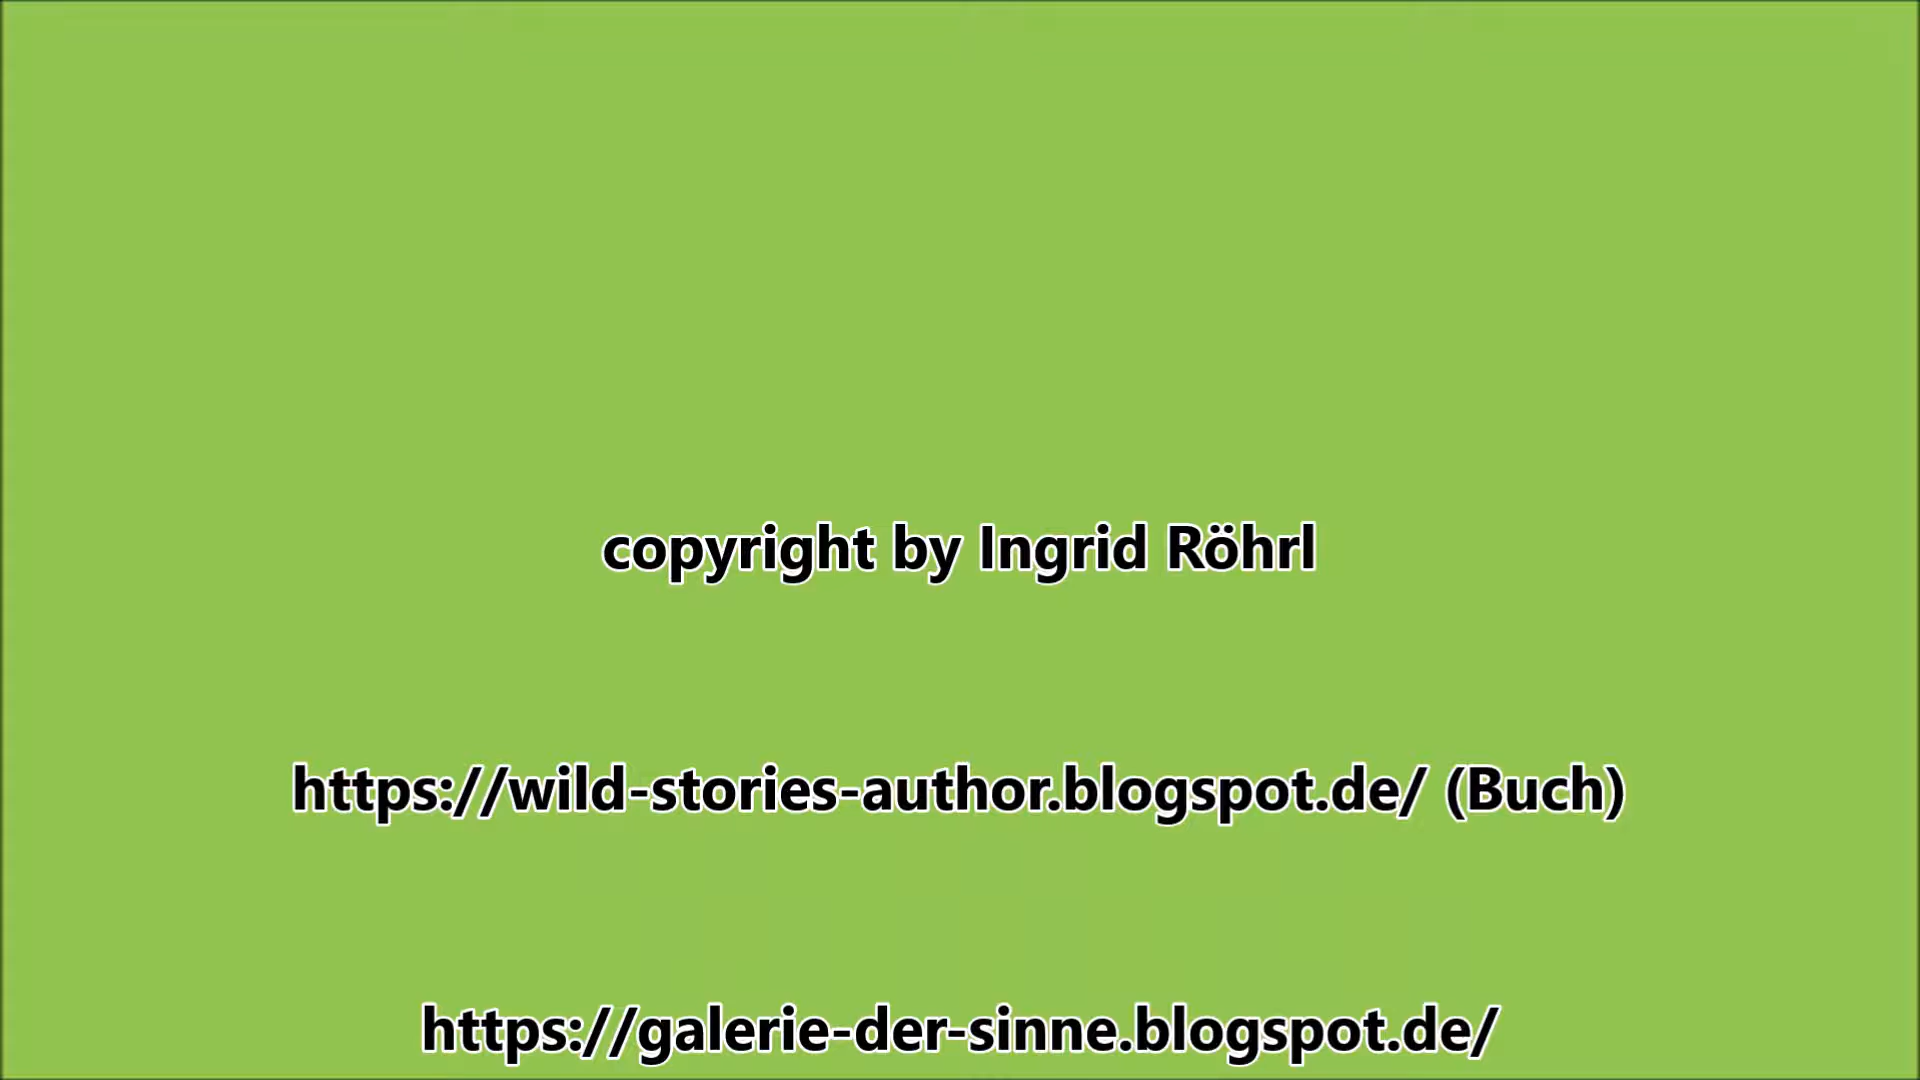 copyright by Ingrid Röhrl
https://wild-stories-author.blogspot.de/ (Buch)
https://galerie-der-sinne.blogspot.de/